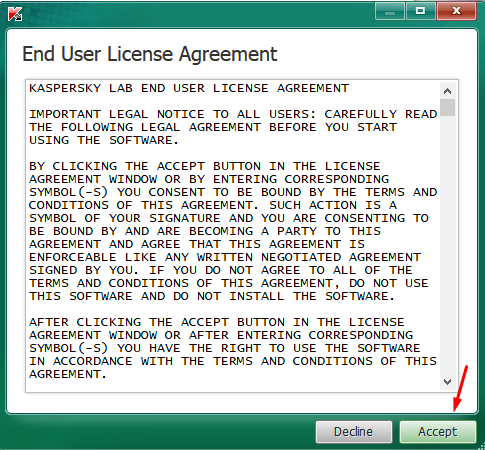 End User License Agreement
KASPERSKY LAB END USER LICENSE AGREEMENT
IMPORTANT LEGAL NOTICE TO ALL USERS: CAREFULLY READ
THE FOLLOWING LEGAL AGREEMENT BEFORE YOU START
USING THE SOFTWARE.
BY CLICKING THE ACCEPT BUTTON IN THE LICENSE
AGREEMENT WINDOW OR BY ENTERING CORRESPONDING
SYMBOL(-S) YOU CONSENT TO BE BOUND BY THE TERMS AND
CONDITIONS OF THIS AGREEMENT. SUCH ACTION IS A
SYMBOL OF YOUR SIGNATURE AND YOU ARE CONSENTING TO
BE BOUND BY AND ARE BECOMING A PARTY TO THIS
AGREEMENT AND AGREE THAT THIS AGREEMENT IS
ENFORCEABLE LIKE ANY WRITTEN NEGOTIATED AGREEMENT
SIGNED BY YOU. IF YOU DO NOT AGREE TO ALL OF THE
TERMS AND CONDITIONS OF THIS AGREEMENT, DO NOT USE
THIS SOFTWARE AND DO NOT INSTALL THE SOFTWARE.
AFTER CLICKING THE ACCEPT BUTTON IN THE LICENSE
AGREEMENT WINDOW OR AFTER ENTERING CORRESPONDING
SYMBOL(-S) YOU HAVE THE RIGHT TO USE THE SOFTWARE
IN ACCORDANCE WITH THE TERMS AND CONDITIONS OF THIS
AGREEMENT.
Decline
Accept